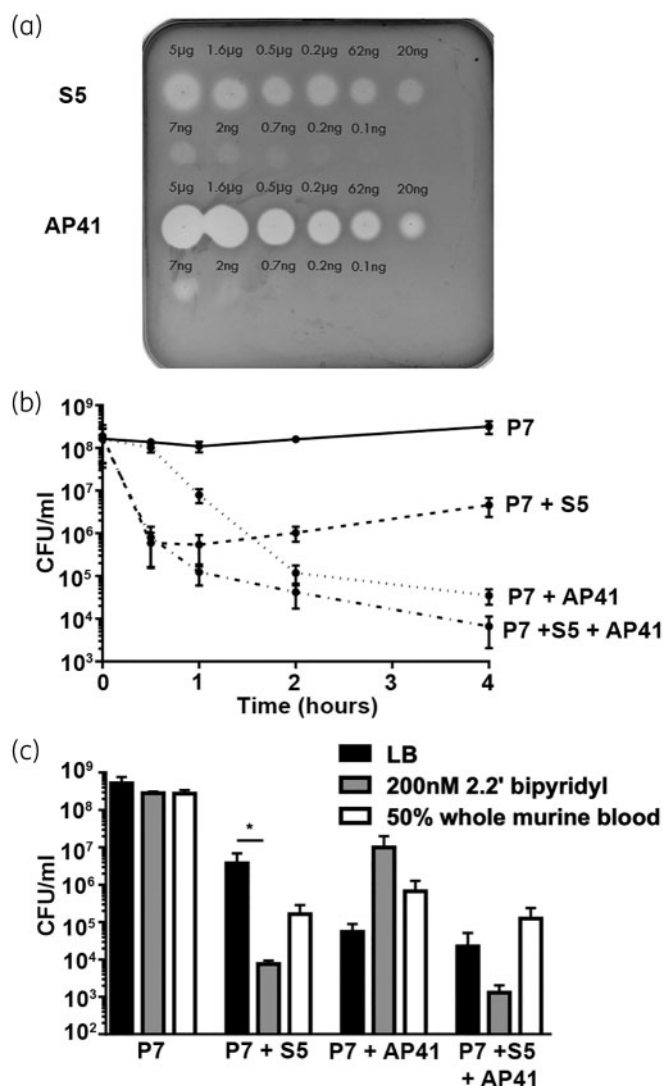 (a)
5µg 1.6µg 0.5µg 0.2µg 62ng 20ng
S5
7ng 2ng 0.7ng 0.2ng 0.1ng
5µg 1.6µg 0.5µg 0.2µg 62ng 20ng
AP41
7ng 2ng 0.7ng 0.2ng 0.1ng
(b)
10⁹
10⁸
10⁷
10⁶
10⁵
10⁴
10³
CFU/ml
P7
P7 + S5
P7 + AP41
P7 +S5 + AP41
0 1 2 3 4
Time (hours)
(c)
LB
200nM 2.2' bipyridyl
50% whole murine blood
10⁹
10⁸
10⁷
10⁶
10⁵
10⁴
10³
10²
CFU/ml
*
P7 P7 + S5 P7 + AP41 P7 +S5
+ AP41